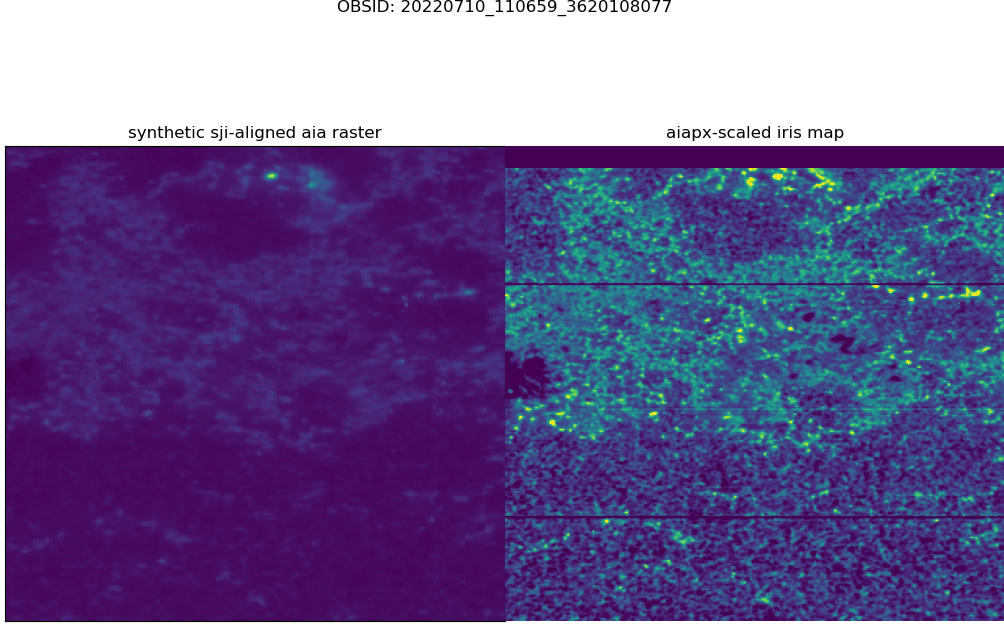 OBSID: 20220710_110659_3620108077
synthetic sji-aligned aia raster
aiapx-scaled iris map